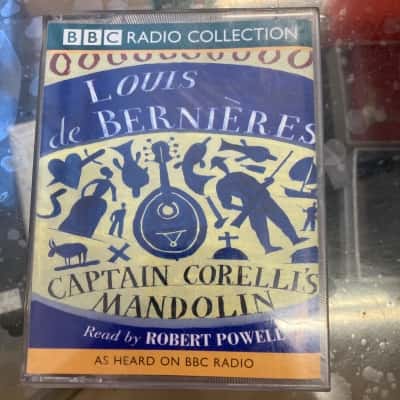 BBC RADIO COLLECTION
LOUIS
de BERNIÈRES
CAPTAIN CORELLI'S
MANDOLIN
Read by ROBERT POWELL
AS HEARD ON BBC RADIO